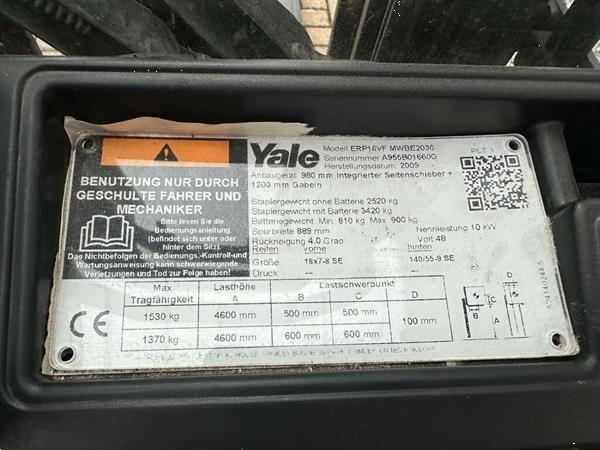 BENUTZUNG NUR DURCH
GESCHULTE FAHRER UND
MECHANIKER
Bitte lesen Sie die
Bedienungsanleitung
(befindet sich unter oder
hinter dem Sitz).
Das Nichtbefolgen der Bedienungs,-Kontroll-und
Wartungsanweisungen kann schwerwiegende
Verletzungen und Tod zur Folge haben!
Yale
Modell ERP16VF MWBE2030
Seriennummer A955B01660G
Herstellungsdatum 2009
PLT 1
Anbaugerat 980 mm Integrierter Seitenschieber +
1200 mm Gabeln
Staplergewicht ohne Batterie 2520 kg
Staplergewicht mit Batterie 3420 kg
Batteriegewicht Min. 810 kg Max 900 kg
Spurbreite 889 mm Nennleistung 10 kW
Rückneigung 4.0 Grao Volt 48
Reifen vorne hinten
Größe 18x7-8 SE 140/55-9 SE
Druck --- ---
Max Tragfähigkeit Lasthöhe A Lastschwerpunkt B C D
1530 kg 4600 mm 500 mm 500 mm 100 mm
1370 kg 4600 mm 600 mm 600 mm
CE
D
C
B
A